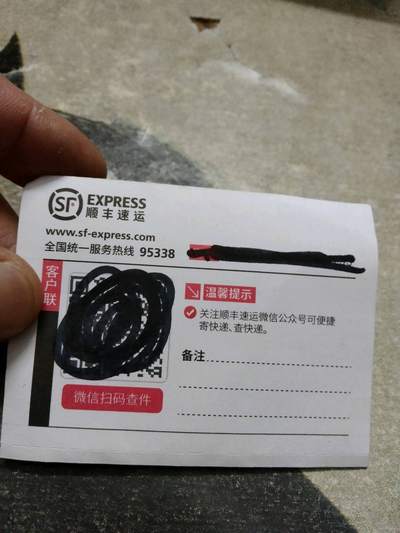 SF EXPRESS
顺丰速运
www.sf-express.com
全国统一服务热线 95338
客户联
温馨提示
关注顺丰速运微信公众号可便捷
寄快递、查快递。
备注
微信扫码查件